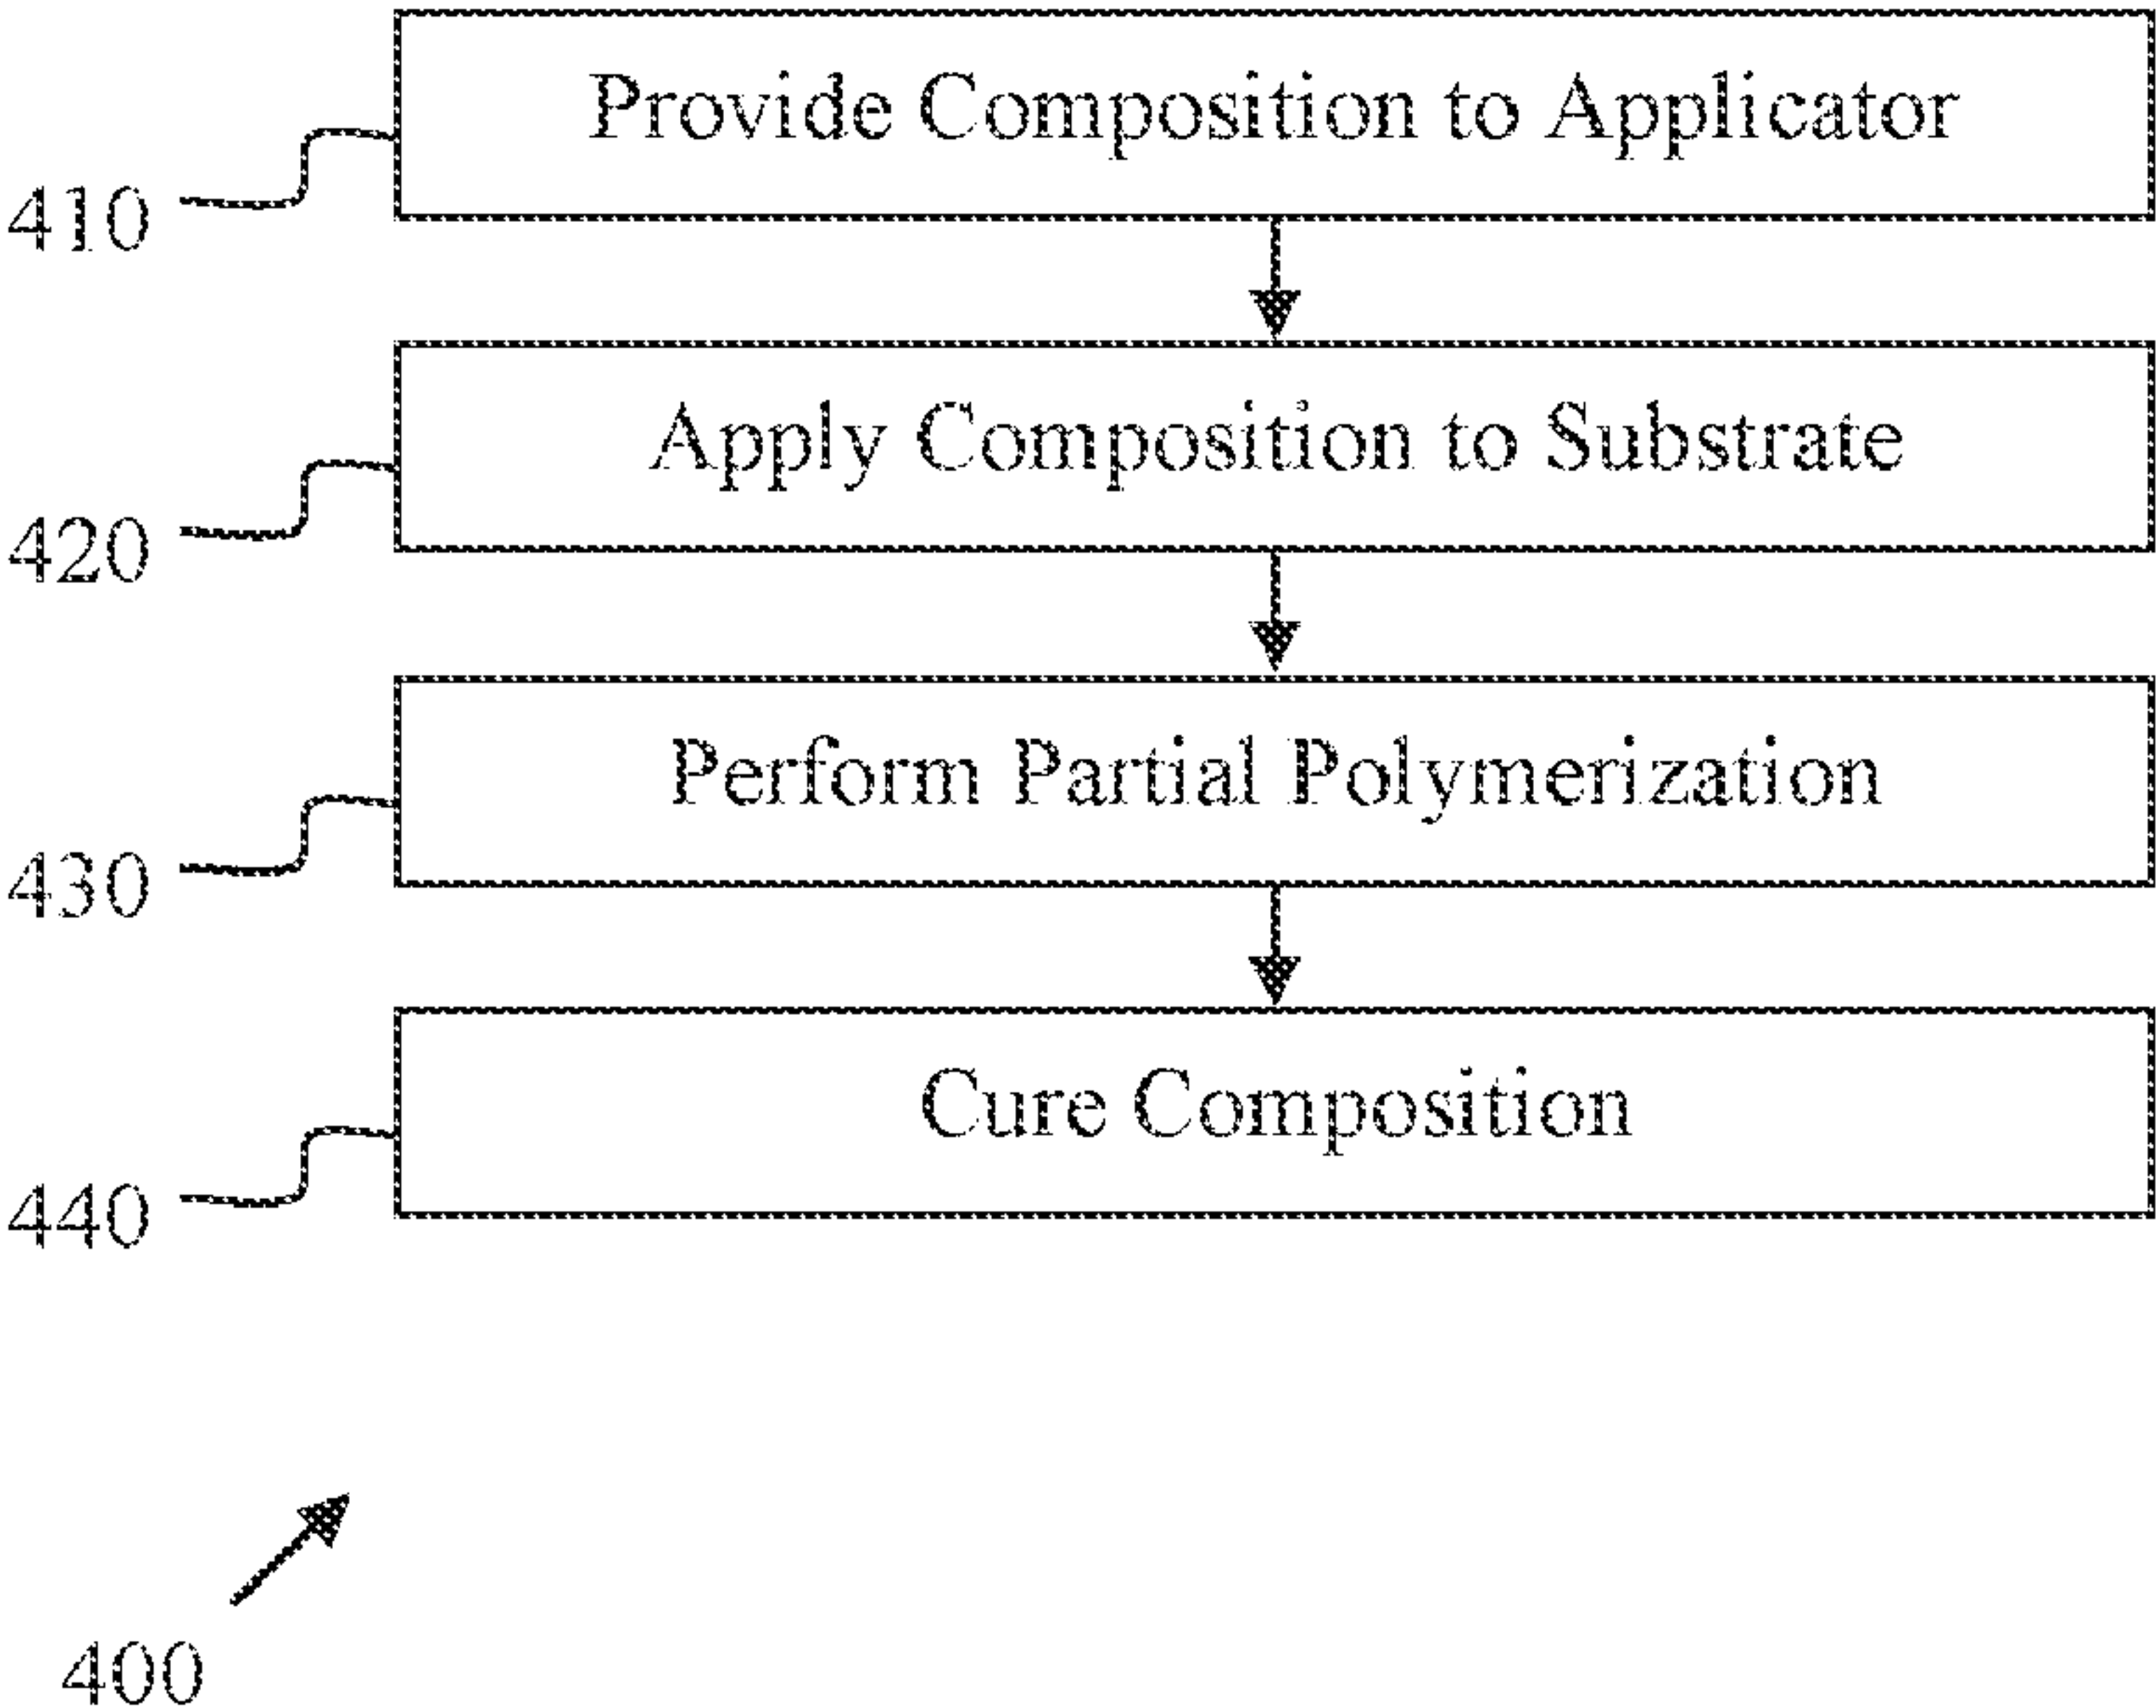 Provide Composition to Applicator
410
Apply Composition to Substrate
420
Perform Partial Polymerization
430
Cure Composition
440
400